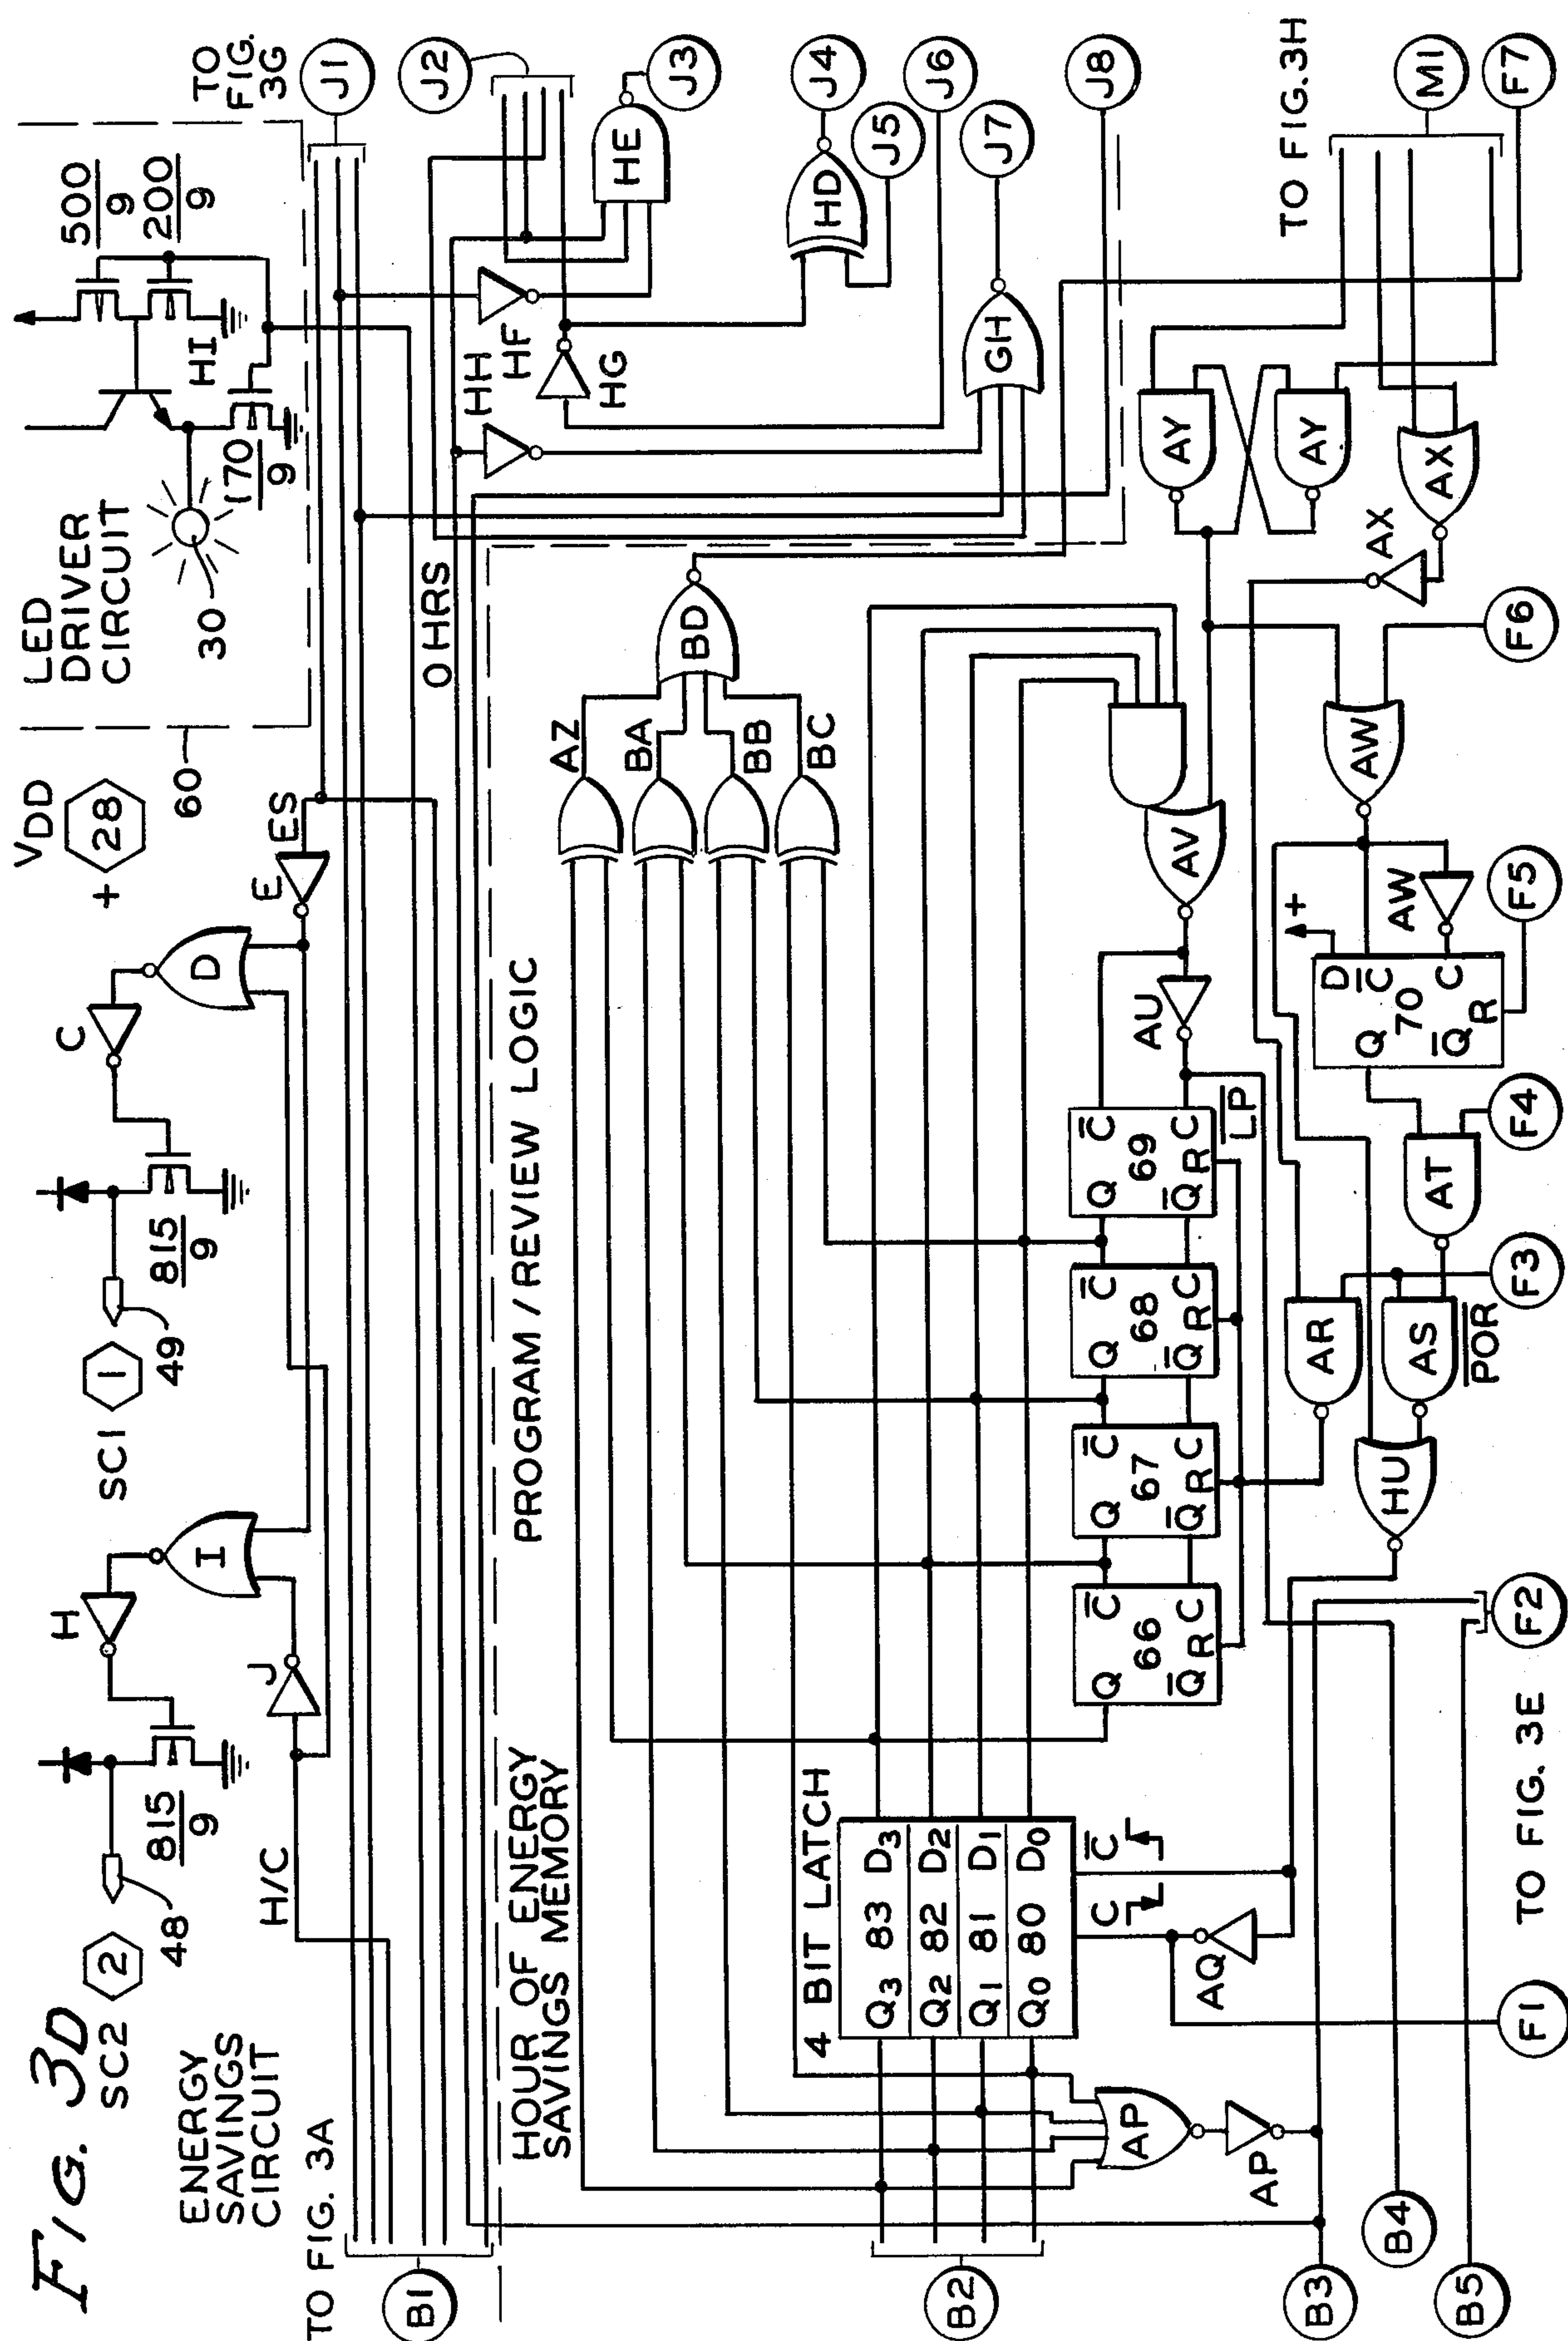 FIG. 3D
ENERGY
SAVINGS
CIRCUIT
TO FIG. 3A
SC2
2
48
815
9
H
I
J
H/C
SC1
1
49
815
9
C
D
E
ES
VDD
+28
60
LED
DRIVER
CIRCUIT
30
170
9
HI
500
9
200
9
TO
FIG.
3G
J1
J2
J3
J4
J5
J6
J7
J8
0 HRS
HH
HF
HG
HE
HD
GH
B1
HOUR OF ENERGY
SAVINGS MEMORY
PROGRAM / REVIEW LOGIC
AZ
BA
BB
BC
BD
4 BIT LATCH
Q3 83 D3
Q2 82 D2
Q1 81 D1
Q0 80 D0
C
C̅
B2
AP
AP
AQ
Q C̅
66
Q̅ R C
Q C̅
67
Q̅ R C
Q C̅
68
Q̅ R C
Q C̅
69
Q̅ R C
L̅P̅
AU
AV
AY
AY
AX
AX
TO FIG. 3H
M1
F7
HU
AR
AS
P̅O̅R̅
AT
Q D
70 C̅
Q̅ C
R
A+
AW
AW
B3
B4
B5
F1
TO FIG. 3E
F2
F3
F4
F5
F6